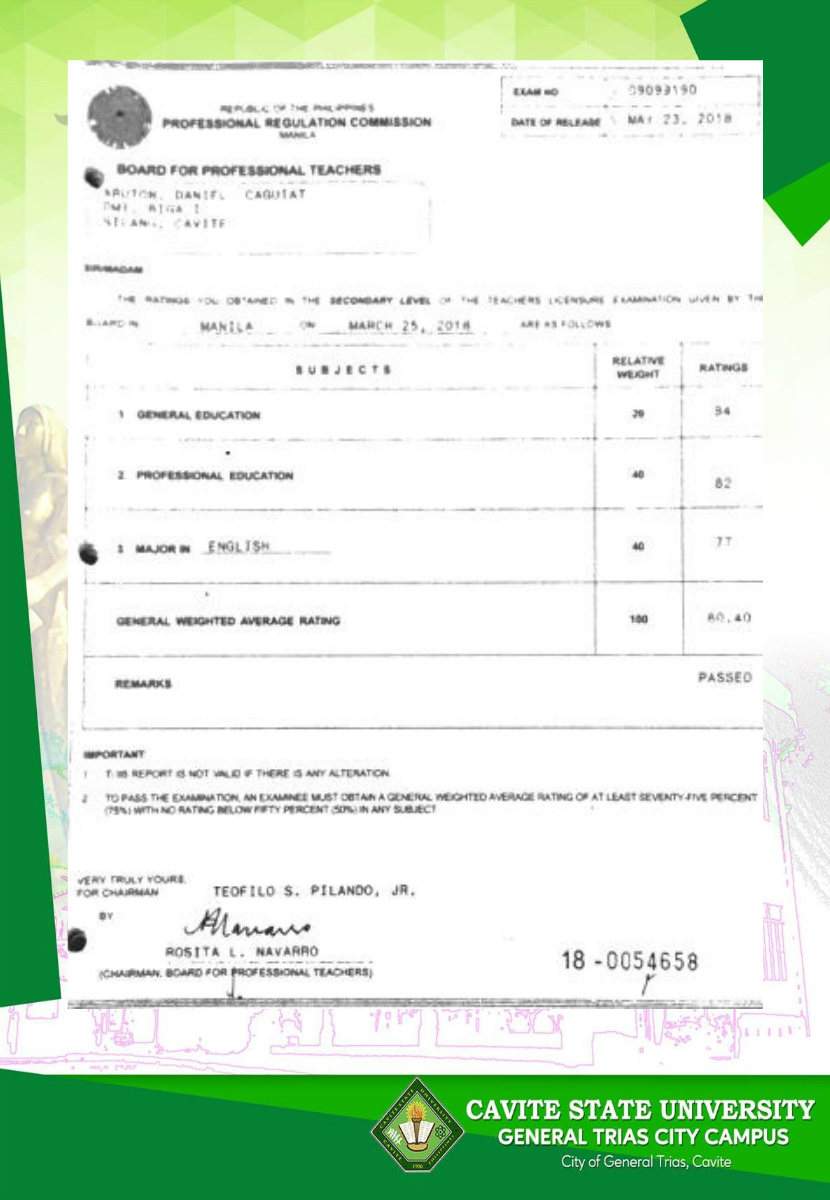 REPUBLIC OF THE PHILIPPINES
PROFESSIONAL REGULATION COMMISSION
MANILA
EXAM NO : 09099190
DATE OF RELEASE : MAY 23, 2018
BOARD FOR PROFESSIONAL TEACHERS
DANIEL CAGUIAT
BIGA I
SILANG, CAVITE
SIR/MADAM
THE RATINGS YOU OBTAINED IN THE SECONDARY LEVEL OF THE TEACHERS LICENSURE EXAMINATION GIVEN BY THE
BOARD IN MANILA ON MARCH 25, 2018 ARE AS FOLLOWS
SUBJECTS RELATIVE WEIGHT RATINGS
1 GENERAL EDUCATION 20 84
2 PROFESSIONAL EDUCATION 40 82
3 MAJOR IN ENGLISH 40 77
GENERAL WEIGHTED AVERAGE RATING 100 80.40
REMARKS PASSED
IMPORTANT
1 THIS REPORT IS NOT VALID IF THERE IS ANY ALTERATION
2 TO PASS THE EXAMINATION, AN EXAMINEE MUST OBTAIN A GENERAL WEIGHTED AVERAGE RATING OF AT LEAST SEVENTY-FIVE PERCENT
(75%) WITH NO RATING BELOW FIFTY PERCENT (50%) IN ANY SUBJECT
VERY TRULY YOURS,
FOR CHAIRMAN TEOFILO S. PILANDO, JR.
BY
ROSITA L. NAVARRO
(CHAIRMAN, BOARD FOR PROFESSIONAL TEACHERS)
18-0054658
CAVITE STATE UNIVERSITY
GENERAL TRIAS CITY CAMPUS
City of General Trias, Cavite